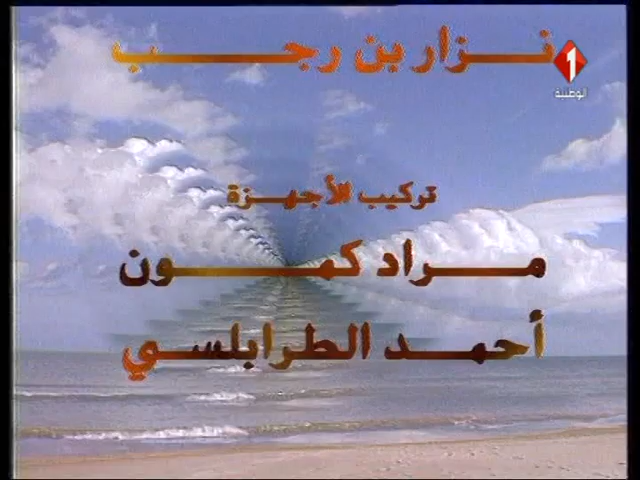 نزار بن رجب
1
الوطنية
تركيب الأجهزة
مراد كمون
أحمد الطرابلسي